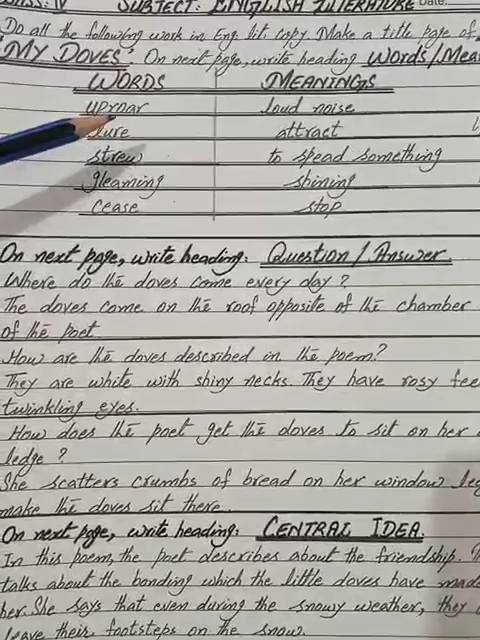 SUBJECT: ENGLISH LITERATURE Date:
Do all the following work in Eng. lit copy. Make a title page of
"MY DOVES". On next page, write heading Words/Mea
WORDS MEANINGS
uproar loud noise
lure attract
strew to spead something
gleaming shining
cease stop
On next page, write heading: Question/Answer
Where do the doves come every day?
The doves come on the roof opposite of the chamber
of the poet
How are the doves described in the poem?
They are white with shiny necks. They have rosy fee
twinkling eyes.
How does the poet get the doves to sit on her
ledge?
She scatters crumbs of bread on her window led
make the doves sit there.
On next page, write heading: CENTRAL IDEA.
In this poem, the poet describes about the friendship.
talks about the bonding which the little doves have made
her. She says that even during the snowy weather, they
leave their footsteps on the snow.